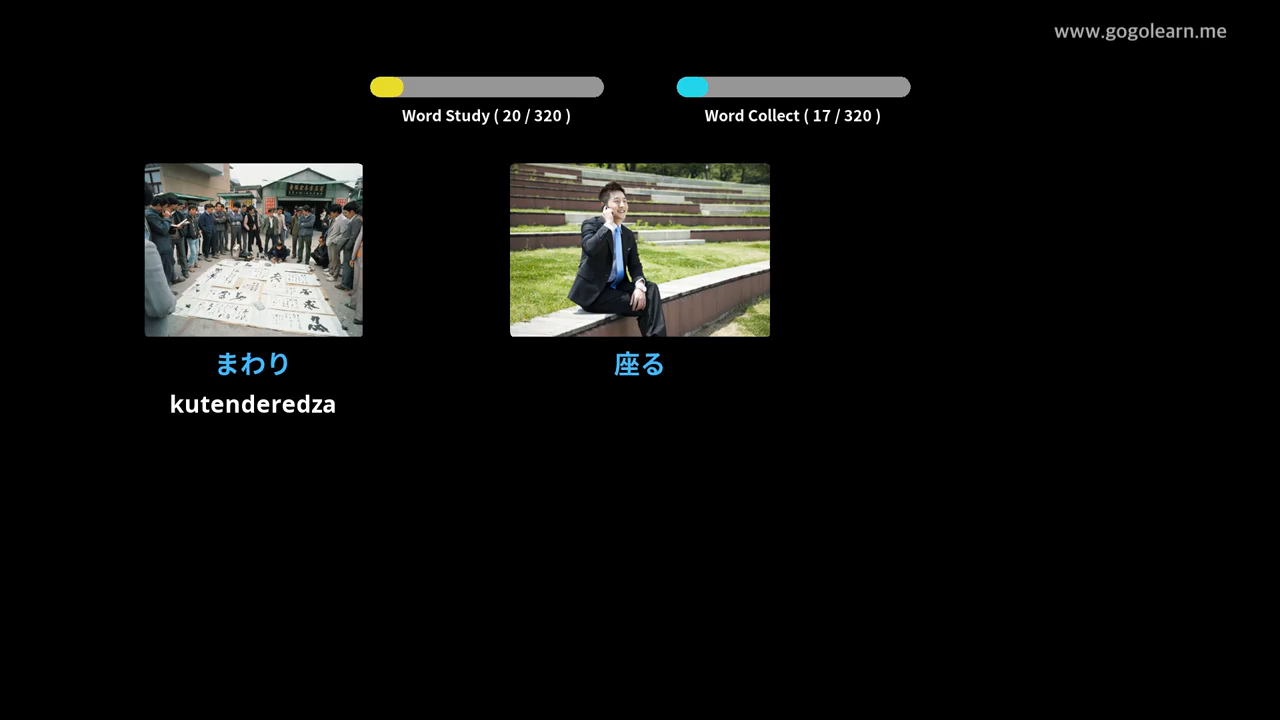 www.gogolearn.me
Word Study ( 20 / 320 )
Word Collect ( 17 / 320 )
まわり
座る
kutenderedza